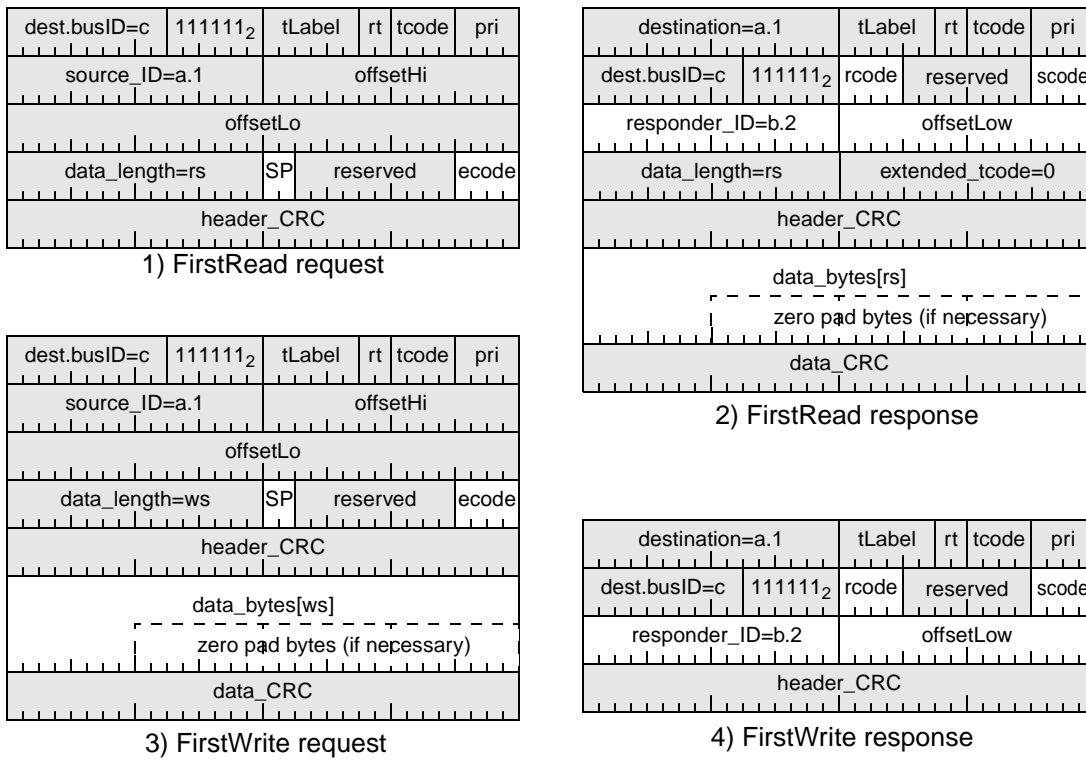 dest.busID=c 111111₂ tLabel rt tcode pri
source_ID=a.1 offsetHi
offsetLo
data_length=rs SP reserved ecode
header_CRC
1) FirstRead request
destination=a.1 tLabel rt tcode pri
dest.busID=c 111111₂ rcode reserved scode
responder_ID=b.2 offsetLow
data_length=rs extended_tcode=0
header_CRC
data_bytes[rs]
zero pad bytes (if necessary)
data_CRC
2) FirstRead response
dest.busID=c 111111₂ tLabel rt tcode pri
source_ID=a.1 offsetHi
offsetLo
data_length=ws SP reserved ecode
header_CRC
data_bytes[ws]
zero pad bytes (if necessary)
data_CRC
3) FirstWrite request
destination=a.1 tLabel rt tcode pri
dest.busID=c 111111₂ rcode reserved scode
responder_ID=b.2 offsetLow
header_CRC
4) FirstWrite response